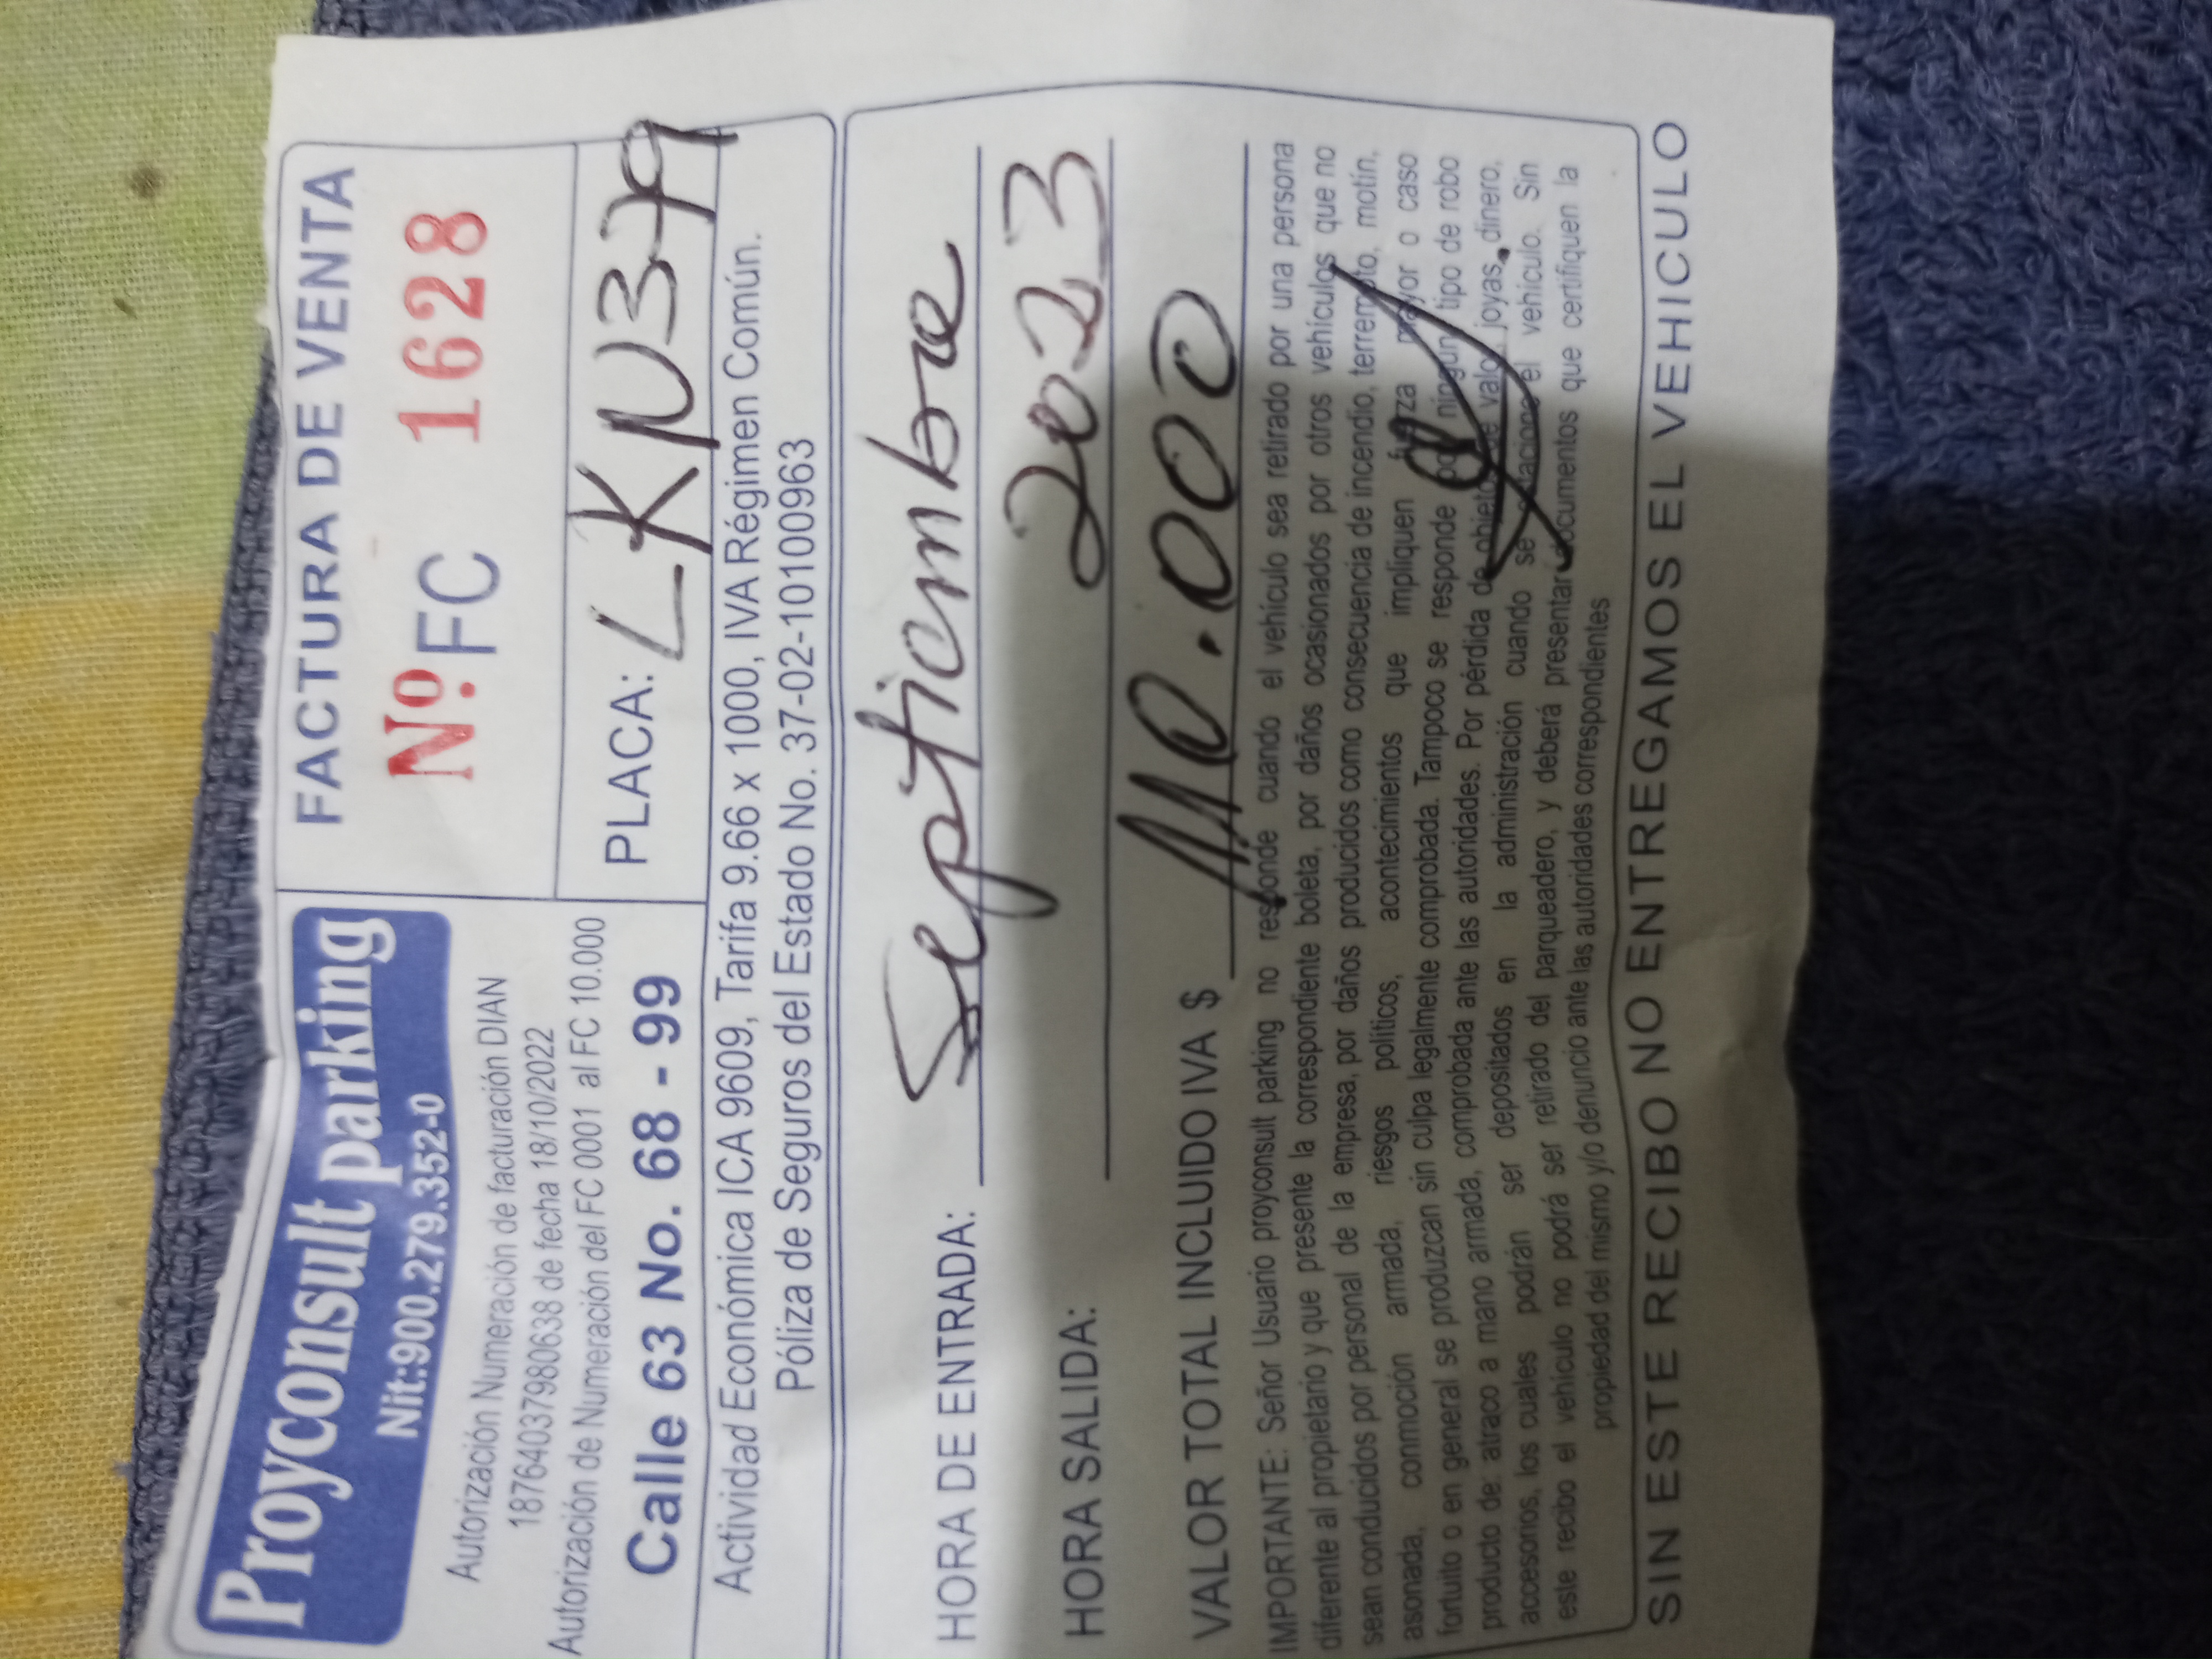 Proyconsult parking
Nit:900.279.352-0
Autorización Numeración de facturación DIAN
18764037980638 de fecha 18/10/2022
Autorización de Numeración del FC 0001 al FC 10.000
Calle 63 No. 68 - 99
FACTURA DE VENTA
Nº FC 1628
PLACA: LKN379
Actividad Económica ICA 9609, Tarifa 9.66 x 1000, IVA Régimen Común.
Póliza de Seguros del Estado No. 37-02-101100963
HORA DE ENTRADA: Septiembre
HORA SALIDA: 2023
VALOR TOTAL INCLUIDO IVA $ 110.000
IMPORTANTE: Señor Usuario proyconsult parking no responde cuando el vehículo sea retirado por una persona
diferente al propietario y que presente la correspondiente boleta, por daños ocasionados por otros vehículos que no
sean conducidos por personal de la empresa, por daños producidos como consecuencia de incendio, terremoto, motín,
asonada, conmoción armada, riesgos políticos, acontecimientos que impliquen fuerza mayor o caso
fortuito o en general se produzcan sin culpa legalmente comprobada. Tampoco se responde por ningún tipo de robo
producto de: atraco a mano armada, comprobada ante las autoridades. Por pérdida de objetos de valor, joyas, dinero,
accesorios, los cuales podrán ser depositados en la administración cuando se estacione el vehículo. Sin
este recibo el vehículo no podrá ser retirado del parqueadero, y deberá presentar documentos que certifiquen la
propiedad del mismo y/o denuncio ante las autoridades correspondientes
SIN ESTE RECIBO NO ENTREGAMOS EL VEHICULO